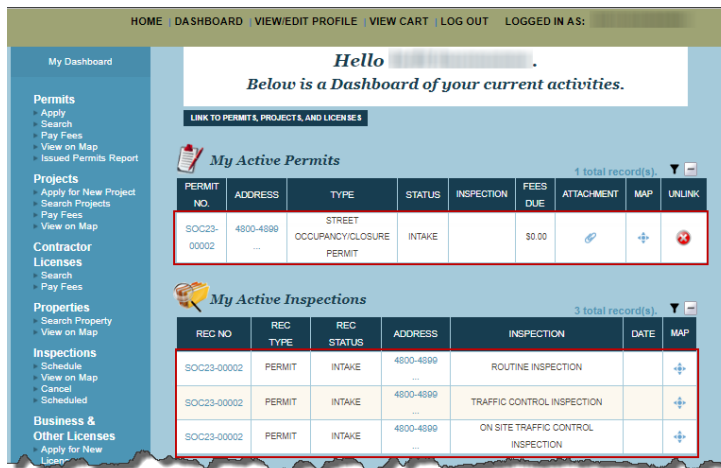 HOME | DASHBOARD | VIEW/EDIT PROFILE | VIEW CART | LOG OUT LOGGED IN AS:
My Dashboard
Permits
Apply
Search
Pay Fees
View on Map
Issued Permits Report
Projects
Apply for New Project
Search Projects
Pay Fees
View on Map
Contractor
Licenses
Search
Pay Fees
Properties
Search Property
View on Map
Inspections
Schedule
View on Map
Cancel
Scheduled
Business &
Other Licenses
Apply for New
License
Hello .
Below is a Dashboard of your current activities.
LINK TO PERMITS, PROJECTS, AND LICENSES
My Active Permits
1 total record(s).
PERMIT NO. ADDRESS TYPE STATUS INSPECTION FEES DUE ATTACHMENT MAP UNLINK
SOC23-00002 4800-4899 ... STREET OCCUPANCY/CLOSURE PERMIT INTAKE $0.00
My Active Inspections
3 total record(s).
REC NO REC TYPE REC STATUS ADDRESS INSPECTION DATE MAP
SOC23-00002 PERMIT INTAKE 4800-4899 ... ROUTINE INSPECTION
SOC23-00002 PERMIT INTAKE 4800-4899 ... TRAFFIC CONTROL INSPECTION
SOC23-00002 PERMIT INTAKE 4800-4899 ... ON SITE TRAFFIC CONTROL INSPECTION